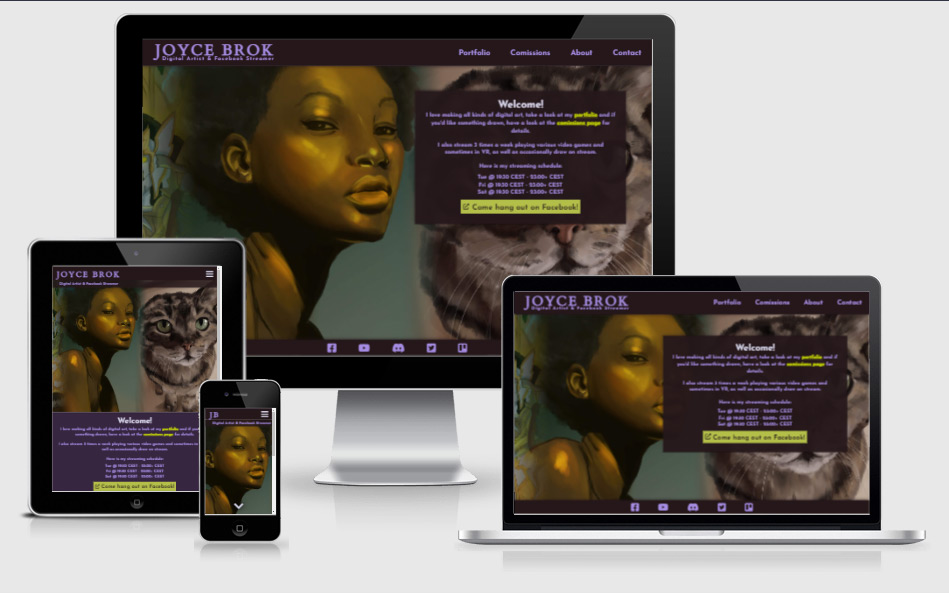 JOYCE BROK
Digital Artist & Facebook Streamer
Portfolio Comissions About Contact
Welcome!
I love making all kinds of digital art, take a look at my portfolio and if
you'd like something drawn, have a look at the comissions page for
details.
I also stream 3 times a week playing various video games and
sometimes in VR, as well as occasionally draw on stream.
Here is my streaming schedule:
Tue @ 19:30 CEST - 23:00+ CEST
Fri @ 19:30 CEST - 23:00+ CEST
Sat @ 19:30 CEST - 23:00+ CEST
Come hang out on Facebook!
JOYCE BROK
Digital Artist & Facebook Streamer
Welcome!
I love making all kinds of digital art, take a look at my portfolio and if
something drawn, have a look at the comissions page for details.
I also stream 3 times a week playing various video games and sometimes in
well as occasionally draw on stream.
Here is my streaming schedule:
Tue @ 19:30 CEST - 23:00+ CEST
Fri @ 19:30 CEST - 23:00+ CEST
Sat @ 19:30 CEST - 23:00+ CEST
Come hang out on Facebook!
JB
Digital Artist & Facebook Streamer
JOYCE BROK
Digital Artist & Facebook Streamer
Portfolio Comissions About Contact
Welcome!
I love making all kinds of digital art, take a look at my portfolio and if
you'd like something drawn, have a look at the comissions page for
details.
I also stream 3 times a week playing various video games and
sometimes in VR, as well as occasionally draw on stream.
Here is my streaming schedule:
Tue @ 19:30 CEST - 23:00+ CEST
Fri @ 19:30 CEST - 23:00+ CEST
Sat @ 19:30 CEST - 23:00+ CEST
Come hang out on Facebook!